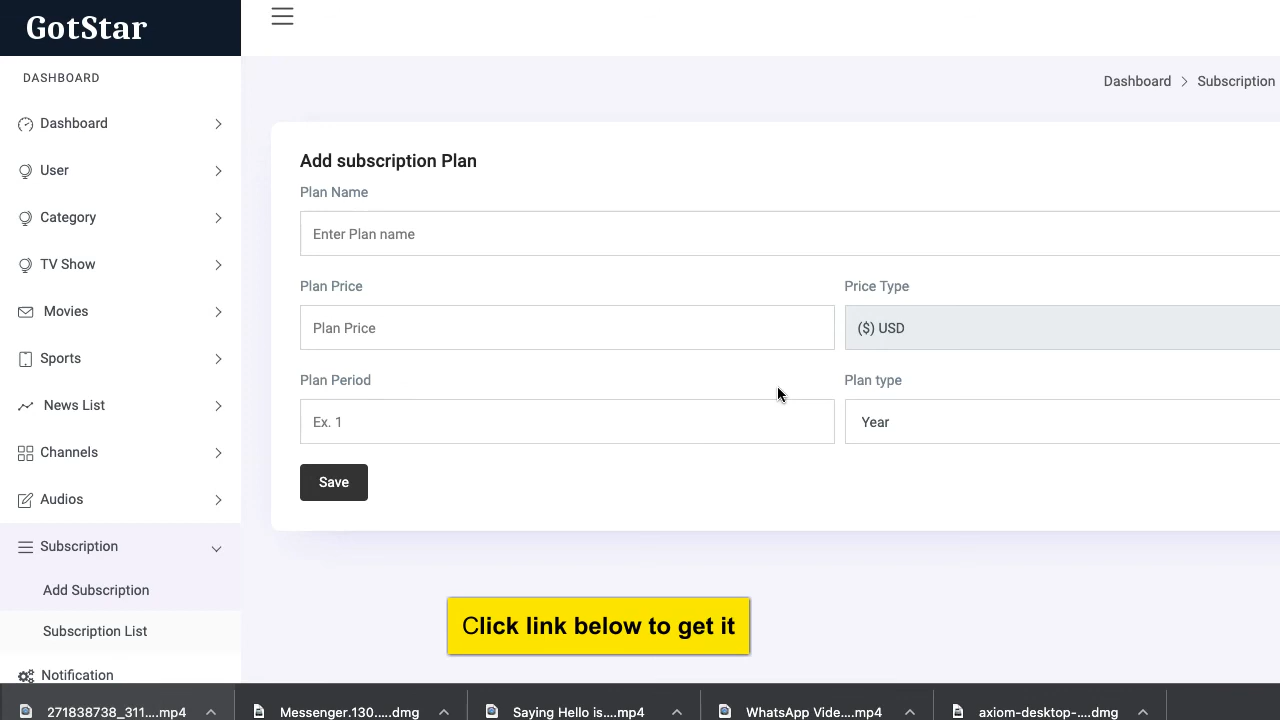 GotStar
DASHBOARD
Dashboard
User
Category
TV Show
Movies
Sports
News List
Channels
Audios
Subscription
Add Subscription
Subscription List
Notification
Dashboard > Subscription
Add subscription Plan
Plan Name
Enter Plan name
Plan Price
Price Type
Plan Price
($) USD
Plan Period
Plan type
Ex. 1
Year
Save
Click link below to get it
271838738_311....mp4
Messenger.130.....dmg
Saying Hello is....mp4
WhatsApp Vide....mp4
axiom-desktop-....dmg